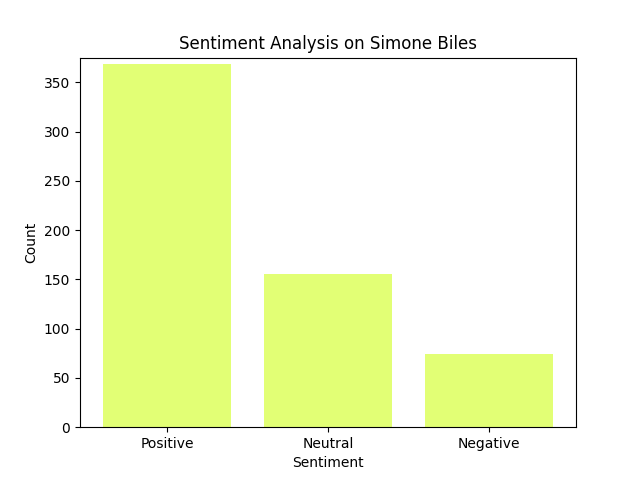 Sentiment Analysis on Simone Biles
350
300
250
200
150
100
50
0
Count
Positive Neutral Negative
Sentiment